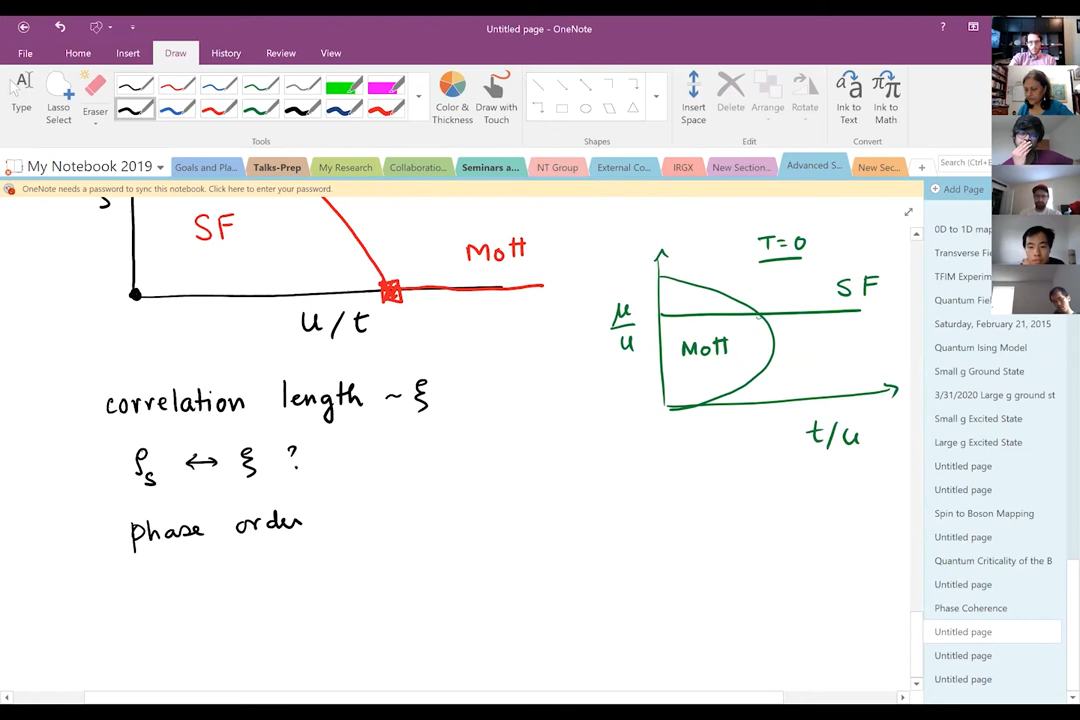 Untitled page - OneNote
?
File Home Insert Draw History Review View
Type
Lasso Select
Eraser
Color & Thickness
Draw with Touch
Insert Space
Delete
Arrange
Rotate
Ink to Text
Ink to Math
Tools
Shapes
Edit
Convert
My Notebook 2019
Goals and Pla...
Talks-Prep
My Research
Collaboratio...
Seminars a...
NT Group
External Co...
IRGX
New Section...
Advanced S...
New Sec...
Search (Ctrl+E
OneNote needs a password to sync this notebook. Click here to enter your password.
Add Page
0D to 1D map
Transverse Fi
TFIM Experim
Quantum Fiel
Saturday, February 21, 2015
Quantum Ising Model
Small g Ground State
3/31/2020 Large g ground st
Small g Excited State
Large g Excited State
Untitled page
Untitled page
Spin to Boson Mapping
Untitled page
Quantum Criticality of the B
Untitled page
Phase Coherence
Untitled page
Untitled page
Untitled page
s
SF
Mott
u/t
T=0
SF
μ/u
Mott
t/u
correlation length ~ ξ
ρs ↔ ξ ?
phase order